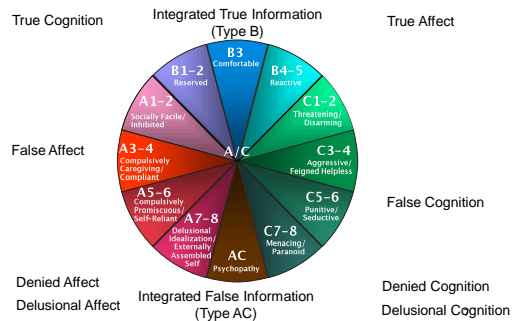 True Cognition
Integrated True Information
(Type B)
True Affect
B3
Comfortable
B1–2
Reserved
B4–5
Reactive
A1–2
Socially Facile/
Inhibited
C1–2
Threatening/
Disarming
False Affect
A3–4
Compulsively
Caregiving/
Compliant
A/C
C3–4
Aggressive/
Feigned Helpless
A5–6
Compulsively
Promiscuous/
Self-Reliant
C5–6
Punitive/
Seductive
False Cognition
A7–8
Delusional
Idealization/
Externally
Assembled
Self
C7–8
Menacing/
Paranoid
AC
Psychopathy
Denied Affect
Delusional Affect
Integrated False Information
(Type AC)
Denied Cognition
Delusional Cognition